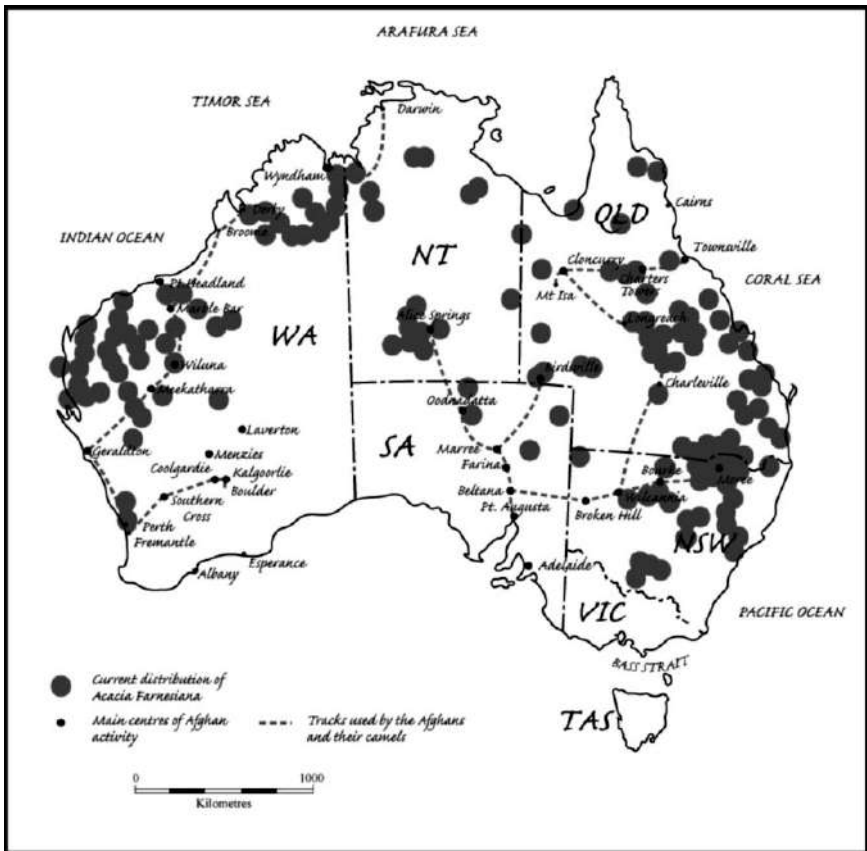 ARAFURA SEA
TIMOR SEA
Darwin
Wyndham
Derby
Broome
INDIAN OCEAN
QLD
Cairns
NT
Cloncurry
Townsville
Charters
Towers
Mt Isa
CORAL SEA
Pt Headland
Marble Bar
Alice Springs
Longreach
WA
Wiluna
Meekatharra
Birdsville
Charleville
Oodnadatta
Laverton
Geraldton
Menzies
SA
Marree
Farina
Coolgardie
Kalgoorlie
Boulder
Bourke
Moree
Beltana
Wilcannia
Southern
Cross
Pt. Augusta
Broken Hill
Perth
Fremantle
NSW
Esperance
Albany
Adelaide
VIC
PACIFIC OCEAN
BASS STRAIT
TAS
Current distribution of
Acacia Farnesiana
Main centres of Afghan
activity
Tracks used by the Afghans
and their camels
0
1000
Kilometres